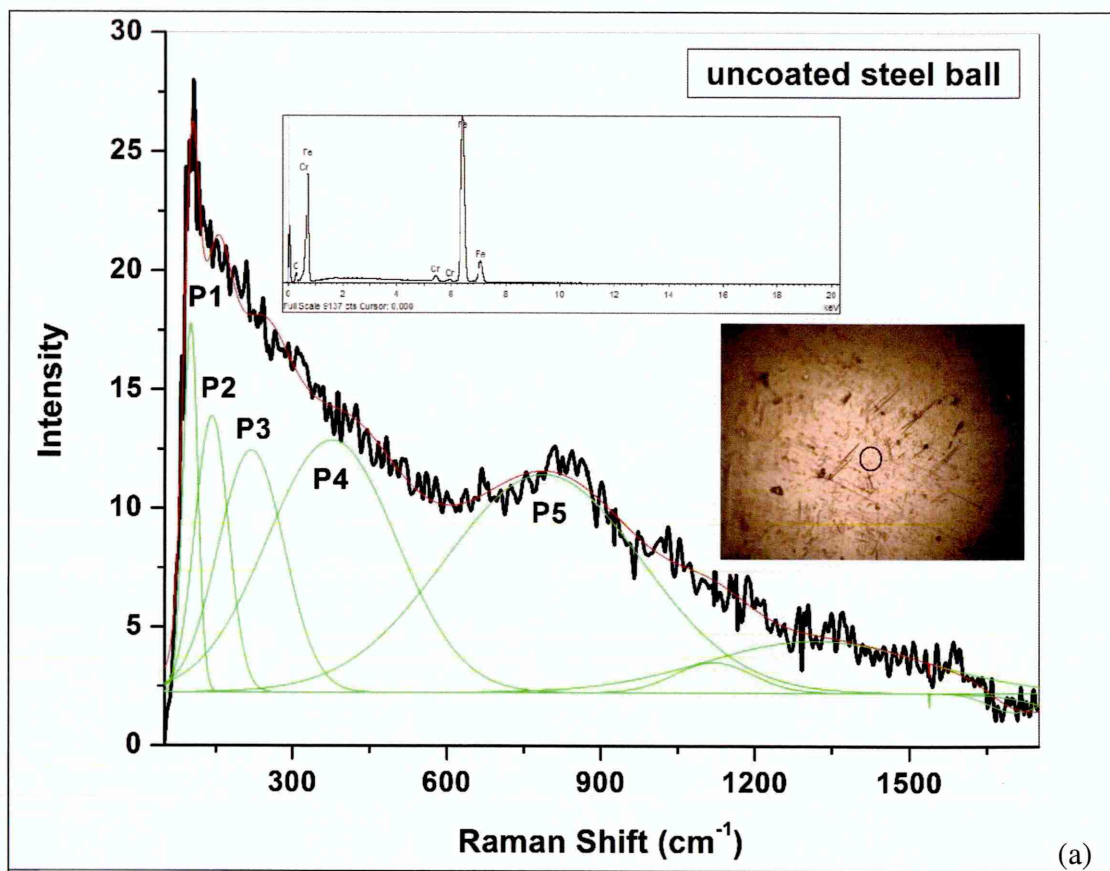 uncoated steel ball
30
25
20
15
10
5
0
Intensity
P1
P2
P3
P4
P5
Fe
Cr
C
Fe
Cr
Cr
Fe
0 2 4 6 8 10 12 14 16 18 20
Full Scale 9137 cts Cursor: 0.000
keV
300 600 900 1200 1500
Raman Shift (cm⁻¹)
(a)